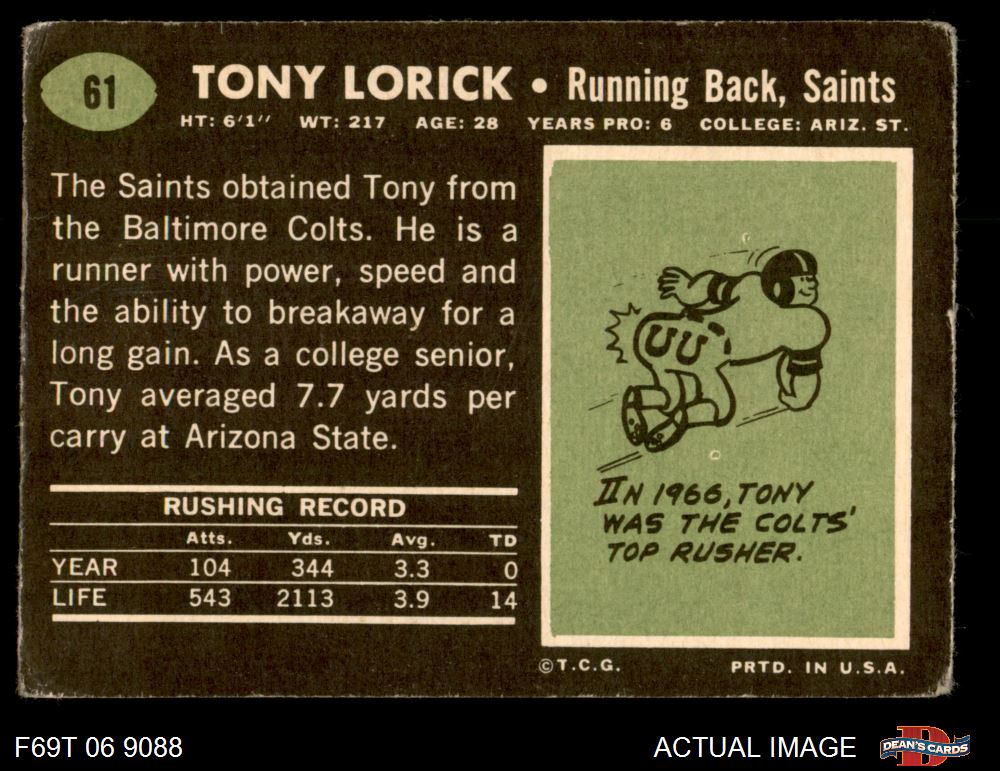 61
TONY LORICK • Running Back, Saints
HT: 6'1" WT: 217 AGE: 28 YEARS PRO: 6 COLLEGE: ARIZ. ST.
The Saints obtained Tony from
the Baltimore Colts. He is a
runner with power, speed and
the ability to breakaway for a
long gain. As a college senior,
Tony averaged 7.7 yards per
carry at Arizona State.
RUSHING RECORD
Atts. Yds. Avg. TD
YEAR 104 344 3.3 0
LIFE 543 2113 3.9 14
IN 1966, TONY
WAS THE COLTS'
TOP RUSHER.
©T.C.G. PRTD. IN U.S.A.
F69T 06 9088
ACTUAL IMAGE
DEAN'S CARDS